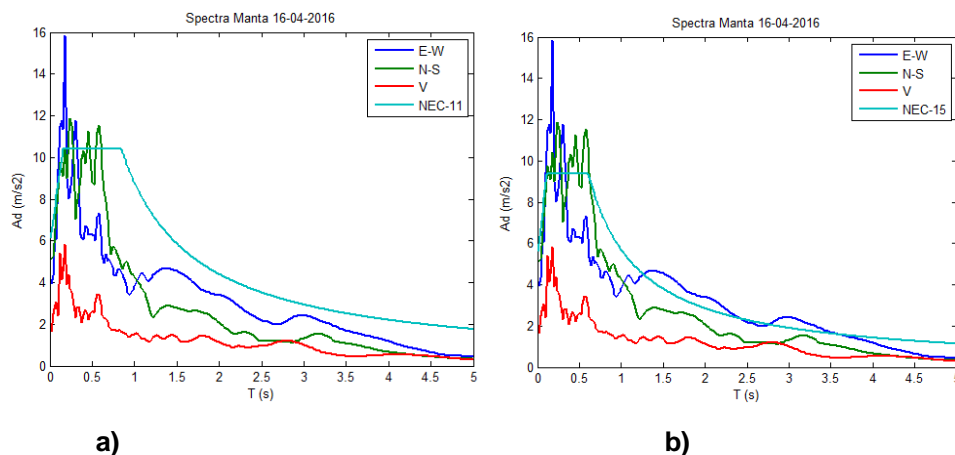 Spectra Manta 16-04-2016
16
14
12
10
8
6
4
2
0
Ad (m/s2)
0 0.5 1 1.5 2 2.5 3 3.5 4 4.5 5
T (s)
E-W
N-S
V
NEC-11
a)
Spectra Manta 16-04-2016
16
14
12
10
8
6
4
2
0
Ad (m/s2)
0 0.5 1 1.5 2 2.5 3 3.5 4 4.5 5
T (s)
E-W
N-S
V
NEC-15
b)